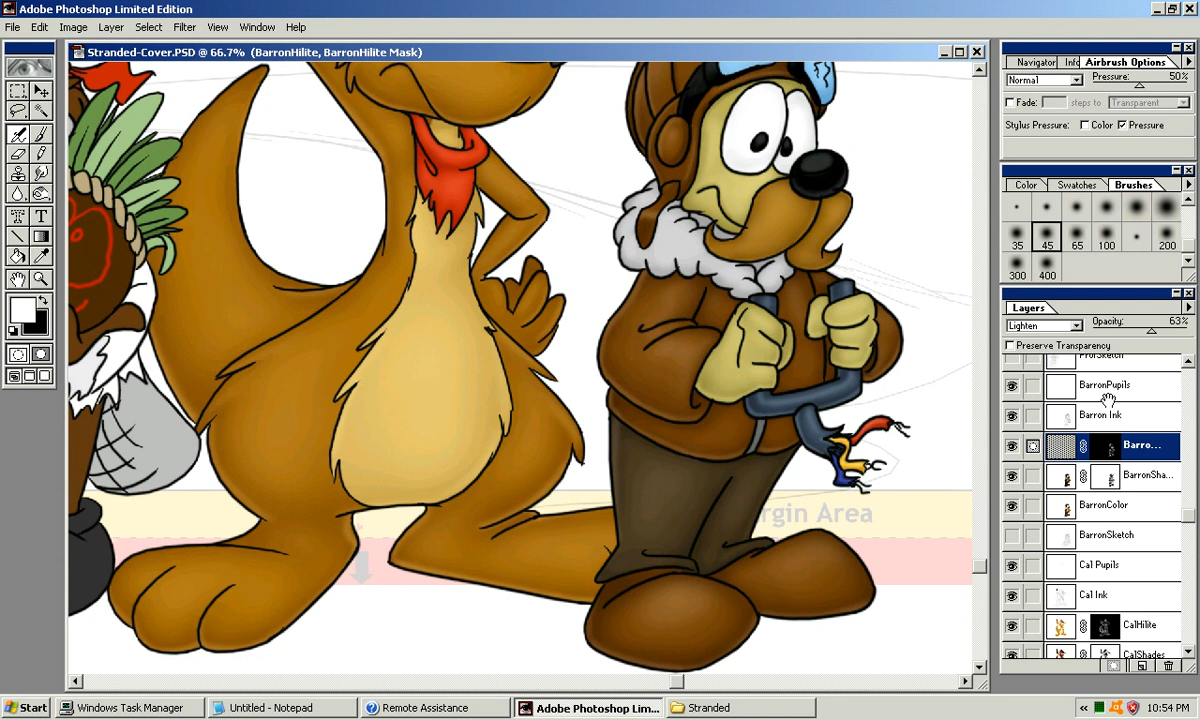 Adobe Photoshop Limited Edition
File Edit Image Layer Select Filter View Window Help
Stranded-Cover.PSD @ 66.7% (BarronHilite, BarronHilite Mask)
Navigator Info Airbrush Options
Normal Pressure: 50%
Fade: steps to Transparent
Stylus Pressure: Color Pressure
Color Swatches Brushes
35 45 65 100 200
300 400
Layers
Lighten Opacity: 63%
Preserve Transparency
ProfSketch
BarronPupils
Barron Ink
Barro...
BarronSha...
BarronColor
BarronSketch
Cal Pupils
Cal Ink
CalHilite
CalShades
rgin Area
Start Windows Task Manager Untitled - Notepad Remote Assistance Adobe Photoshop Lim... Stranded 10:54 PM